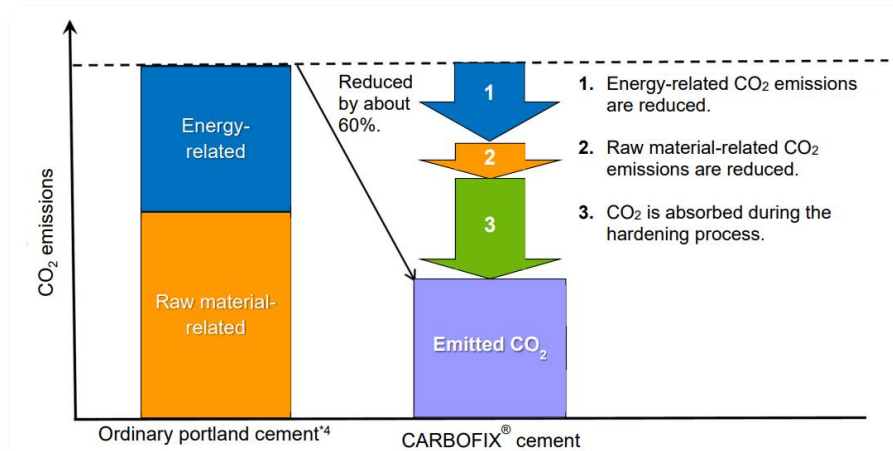 CO₂ emissions
Energy-
related
Raw material-
related
Ordinary portland cement*4
Reduced
by about
60%.
1
2
3
Emitted CO₂
CARBOFIX® cement
1. Energy-related CO₂ emissions
are reduced.
2. Raw material-related CO₂
emissions are reduced.
3. CO₂ is absorbed during the
hardening process.